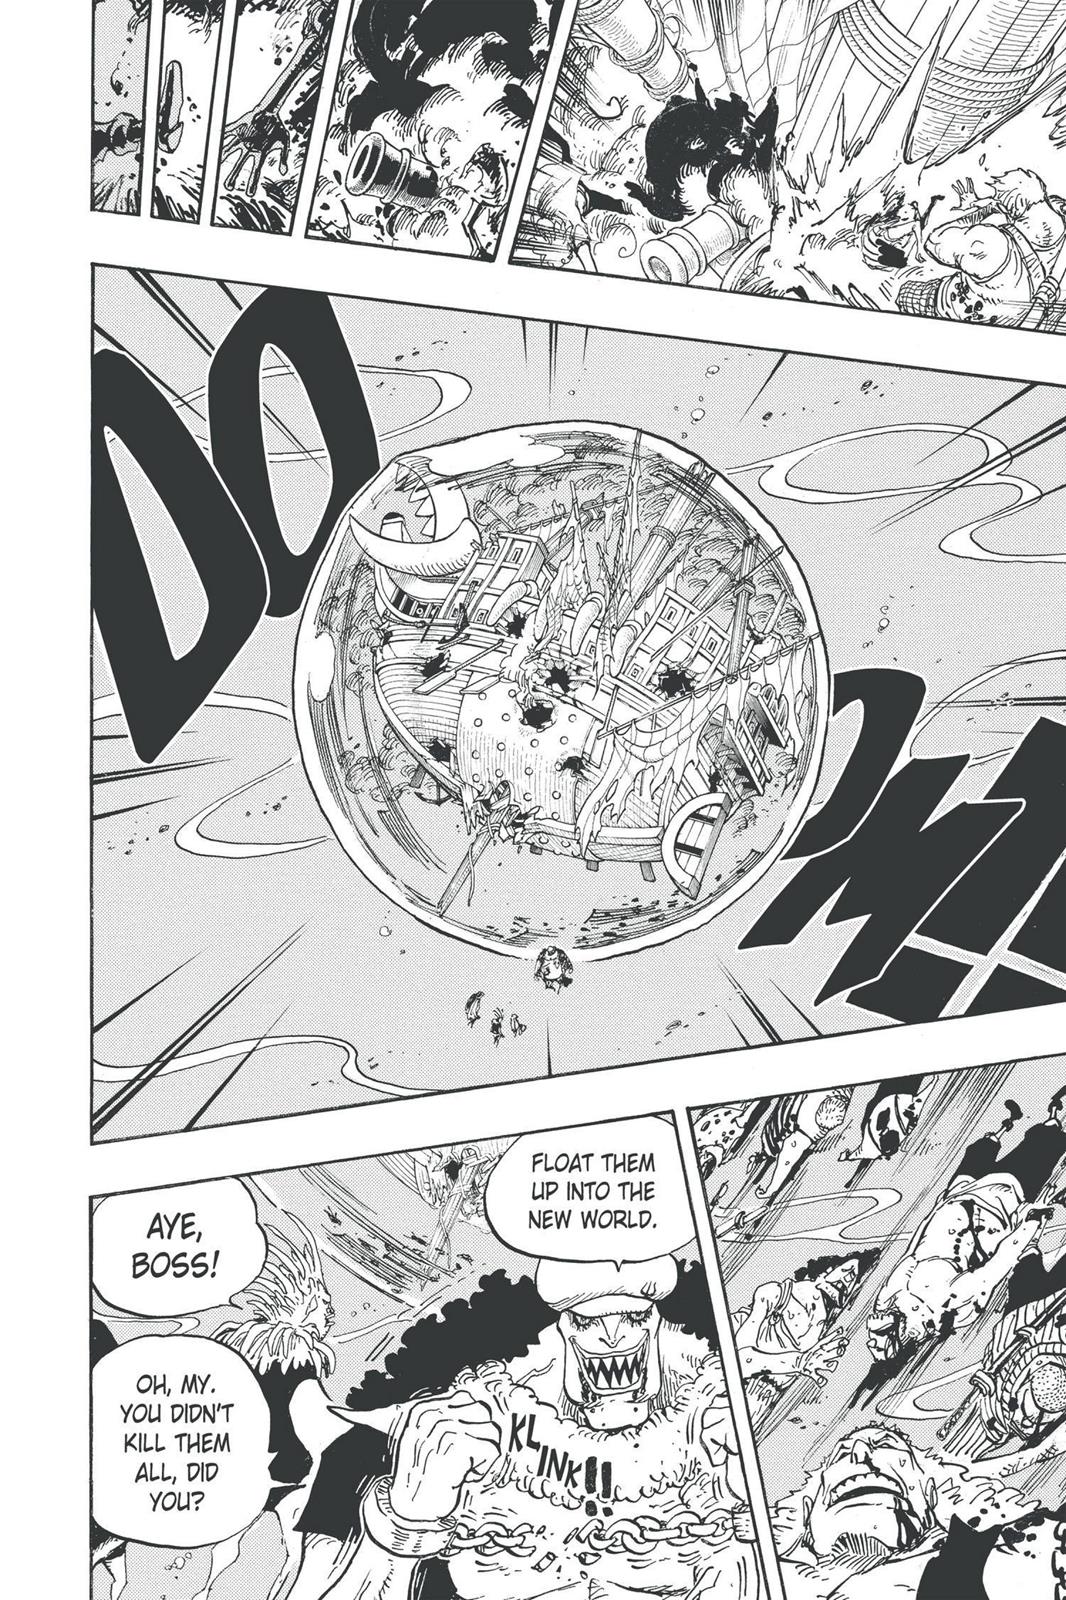 DOOM!!
FLOAT THEM
UP INTO THE
NEW WORLD.
AYE,
BOSS!
KLINK!!
OH, MY.
YOU DIDN'T
KILL THEM
ALL, DID
YOU?